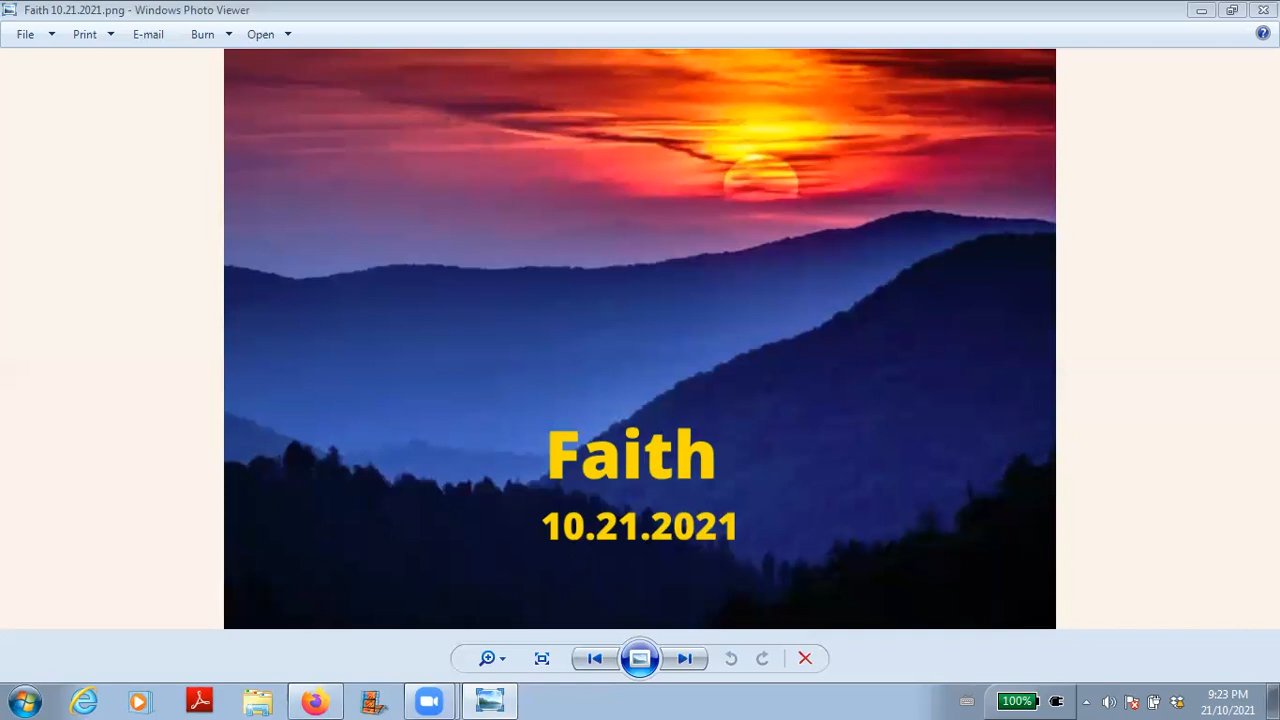 Faith 10.21.2021.png - Windows Photo Viewer
File Print E-mail Burn Open
Faith
10.21.2021
100%
9:23 PM
21/10/2021